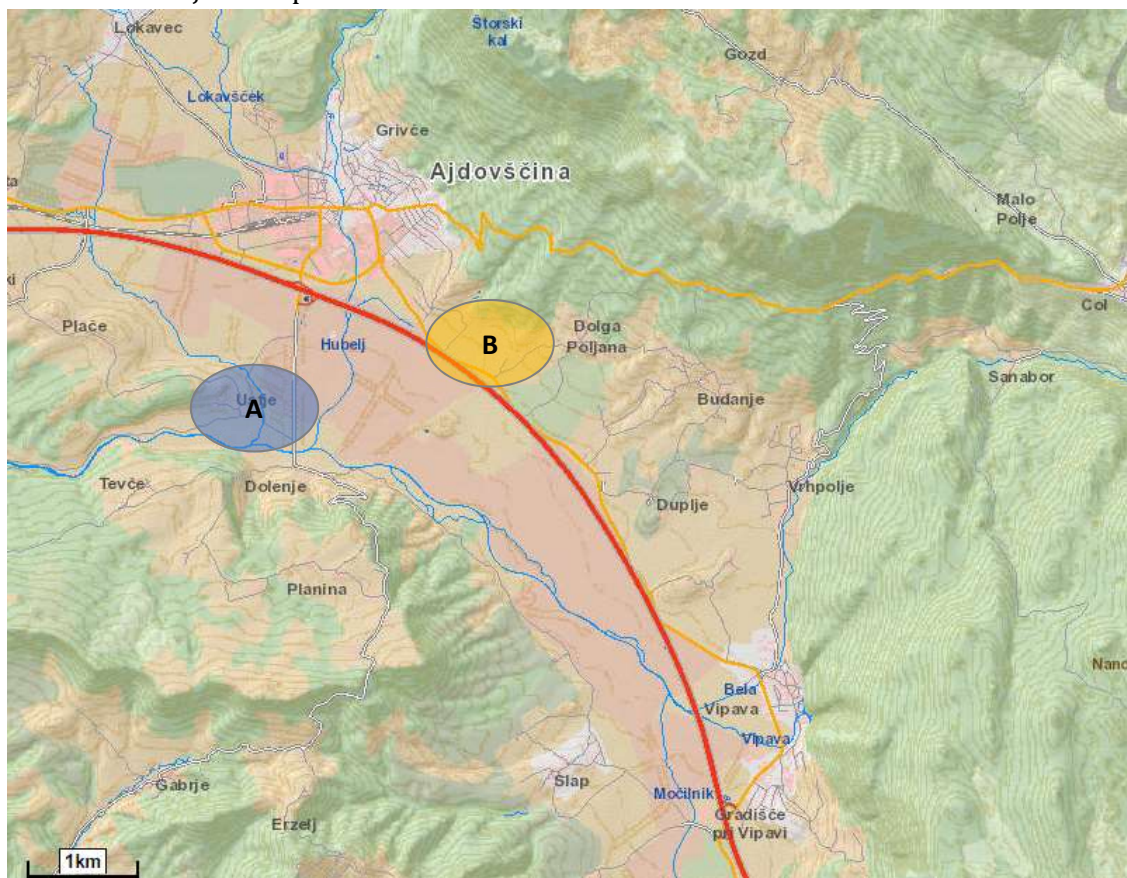 Lokavec
Štorski
kal
Gozd
Lokavšček
Grivče
Ajdovščina
Malo
Polje
Col
Plače
Hubelj
B
Dolga
Poljana
Sanabor
A
Budanje
Tevče
Dolenje
Duplje
Vrhpolje
Planina
Bela
Vipava
Vipava
Slap
Gabrje
Močilnik
Gradišče
pri Vipavi
Erzelj
1km